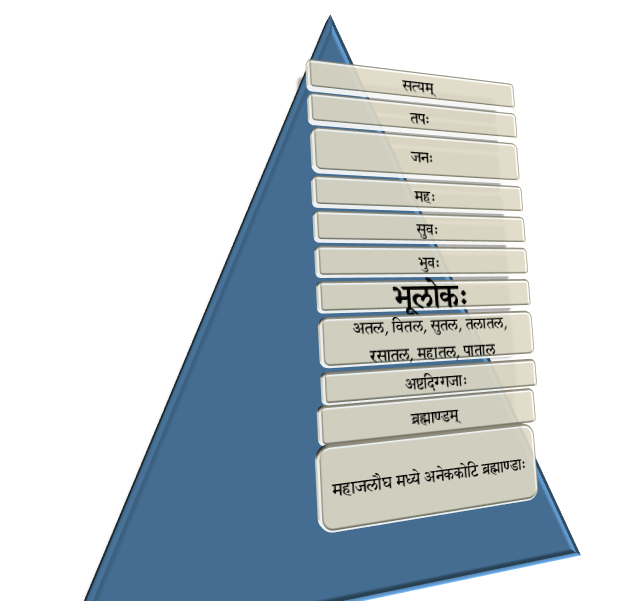 सत्यम्
तपः
जनः
महः
सुवः
भुवः
भूलोकः
अतल, वितल, सुतल, तलातल,
रसातल, महातल, पाताल
अष्टदिग्गजाः
ब्रह्माण्डम्
महाजलौघ मध्ये अनेककोटि ब्रह्माण्डाः